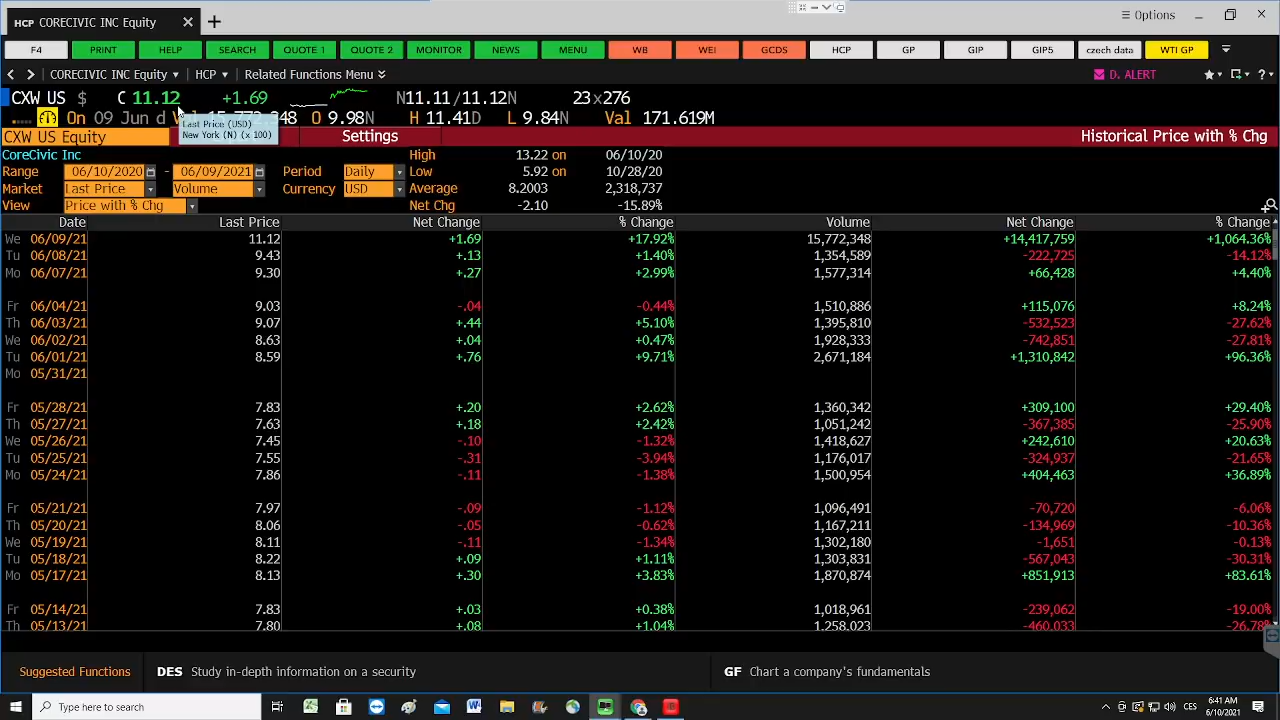 HCP CORECIVIC INC Equity
Options
F4 PRINT HELP SEARCH QUOTE 1 QUOTE 2 MONITOR NEWS MENU WB WEI GCDS HCP GP GIP GIP5 czech data WTI GP
CORECIVIC INC Equity HCP Related Functions Menu D. ALERT
CXW US $ C 11.12 +1.69 N11.11/11.12N 23x276
On 09 Jun d Vol 15,772,348 O 9.98N H 11.41D L 9.84N Val 171.619M
Last Price (USD)
New York (N) (x 100)
CXW US Equity Settings Historical Price with % Chg
CoreCivic Inc High 13.22 on 06/10/20
Range 06/10/2020 - 06/09/2021 Period Daily Low 5.92 on 10/28/20
Market Last Price Volume Currency USD Average 8.2003 2,318,737
View Price with % Chg Net Chg -2.10 -15.89%
Date Last Price Net Change % Change Volume Net Change % Change
We 06/09/21 11.12 +1.69 +17.92% 15,772,348 +14,417,759 +1,064.36%
Tu 06/08/21 9.43 +.13 +1.40% 1,354,589 -222,725 -14.12%
Mo 06/07/21 9.30 +.27 +2.99% 1,577,314 +66,428 +4.40%
Fr 06/04/21 9.03 -.04 -0.44% 1,510,886 +115,076 +8.24%
Th 06/03/21 9.07 +.44 +5.10% 1,395,810 -532,523 -27.62%
We 06/02/21 8.63 +.04 +0.47% 1,928,333 -742,851 -27.81%
Tu 06/01/21 8.59 +.76 +9.71% 2,671,184 +1,310,842 +96.36%
Mo 05/31/21
Fr 05/28/21 7.83 +.20 +2.62% 1,360,342 +309,100 +29.40%
Th 05/27/21 7.63 +.18 +2.42% 1,051,242 -367,385 -25.90%
We 05/26/21 7.45 -.10 -1.32% 1,418,627 +242,610 +20.63%
Tu 05/25/21 7.55 -.31 -3.94% 1,176,017 -324,937 -21.65%
Mo 05/24/21 7.86 -.11 -1.38% 1,500,954 +404,463 +36.89%
Fr 05/21/21 7.97 -.09 -1.12% 1,096,491 -70,720 -6.06%
Th 05/20/21 8.06 -.05 -0.62% 1,167,211 -134,969 -10.36%
We 05/19/21 8.11 -.11 -1.34% 1,302,180 -1,651 -0.13%
Tu 05/18/21 8.22 +.09 +1.11% 1,303,831 -567,043 -30.31%
Mo 05/17/21 8.13 +.30 +3.83% 1,870,874 +851,913 +83.61%
Fr 05/14/21 7.83 +.03 +0.38% 1,018,961 -239,062 -19.00%
Th 05/13/21 7.80 +.08 +1.04% 1,258,023 -460,033 -26.78%
Suggested Functions DES Study in-depth information on a security GF Chart a company's fundamentals
Type here to search
CES
6:41 AM
6/10/2021